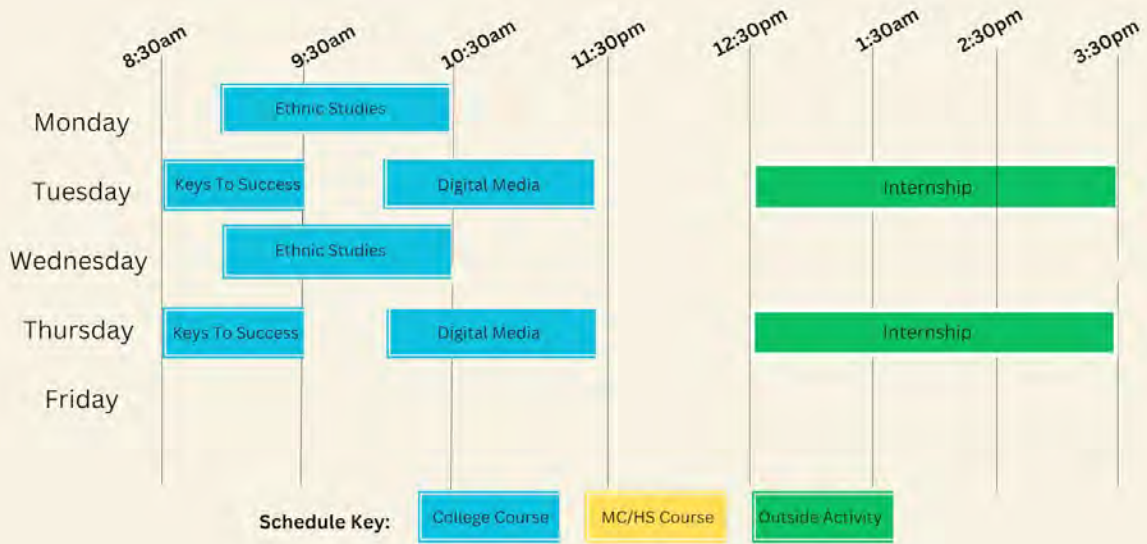 8:30am
9:30am
10:30am
11:30pm
12:30pm
1:30am
2:30pm
3:30pm
Monday
Ethnic Studies
Tuesday
Keys To Success
Digital Media
Internship
Wednesday
Ethnic Studies
Thursday
Keys To Success
Digital Media
Internship
Friday
Schedule Key:
College Course
MC/HS Course
Outside Activity